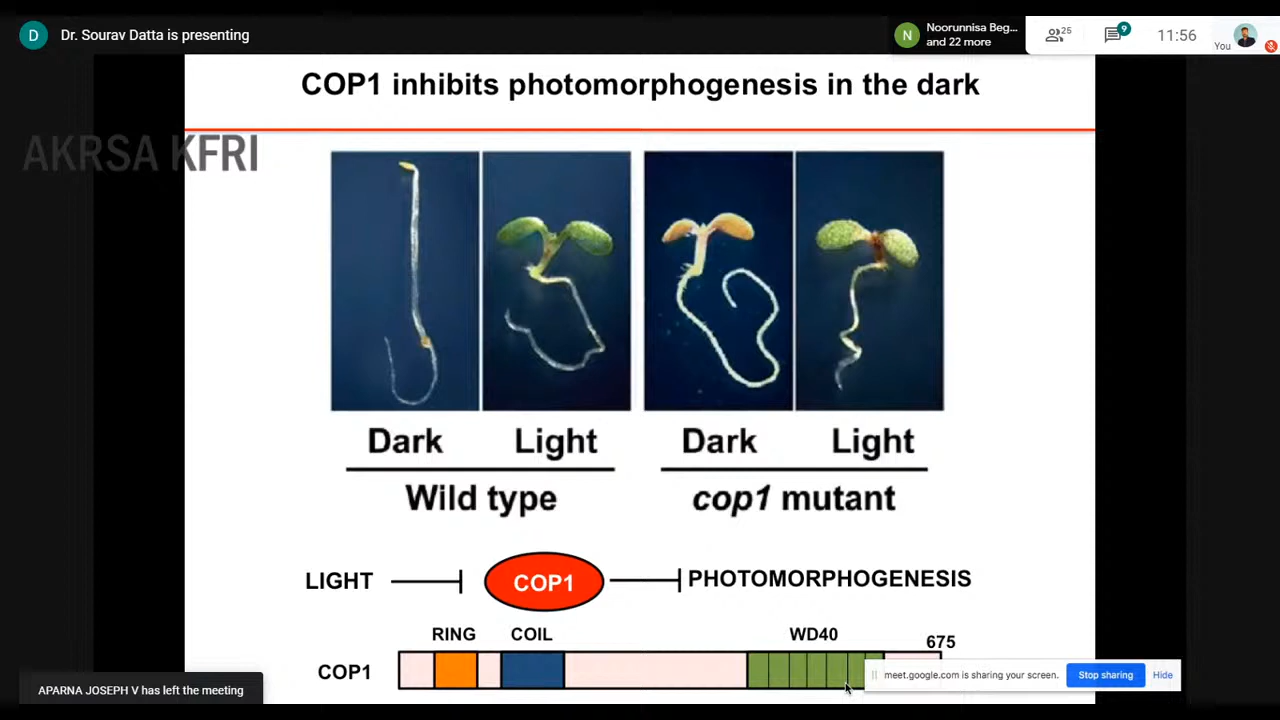 D Dr. Sourav Datta is presenting
N Noorunnisa Beg...
and 22 more
25
9
11:56
You
COP1 inhibits photomorphogenesis in the dark
AKRSA KFRI
Dark Light Dark Light
Wild type cop1 mutant
LIGHT COP1 PHOTOMORPHOGENESIS
RING COIL WD40 675
COP1
meet.google.com is sharing your screen. Stop sharing Hide
APARNA JOSEPH V has left the meeting